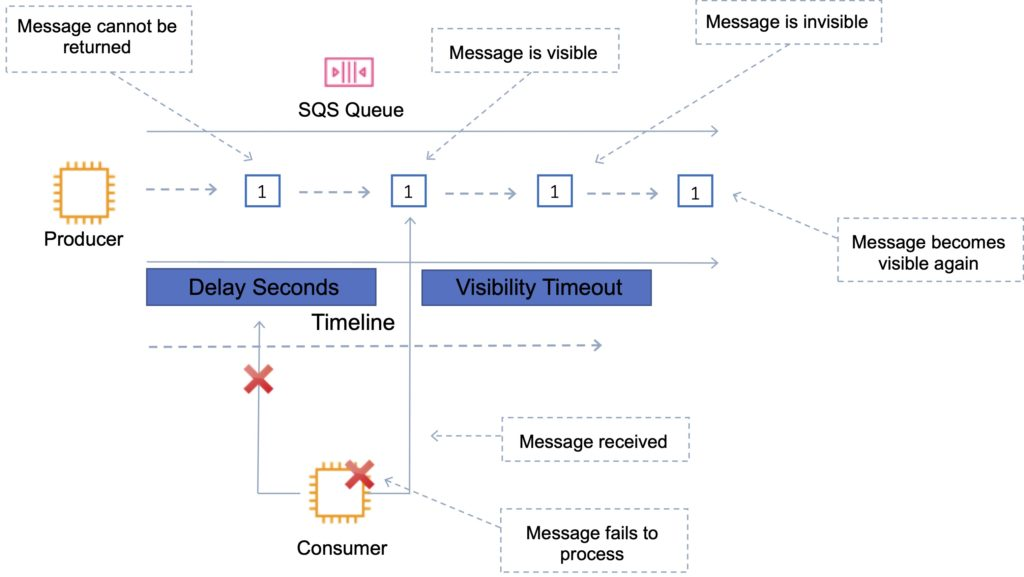 Message cannot be
returned
Message is visible
Message is invisible
SQS Queue
1
1
1
1
Producer
Message becomes
visible again
Delay Seconds
Visibility Timeout
Timeline
Message received
Message fails to
process
Consumer